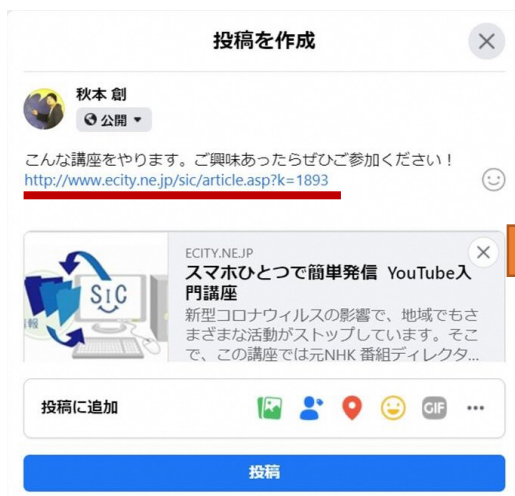 投稿を作成
秋本 創
公開
こんな講座をやります。ご興味あったらぜひご参加ください！
http://www.ecity.ne.jp/sic/article.asp?k=1893
ECITY.NE.JP
スマホひとつで簡単発信 YouTube入
門講座
新型コロナウィルスの影響で、地域でもさ
まざまな活動がストップしています。そこ
で、この講座では元NHK 番組ディレクタ...
SiC
報
投稿に追加
GIF
投稿